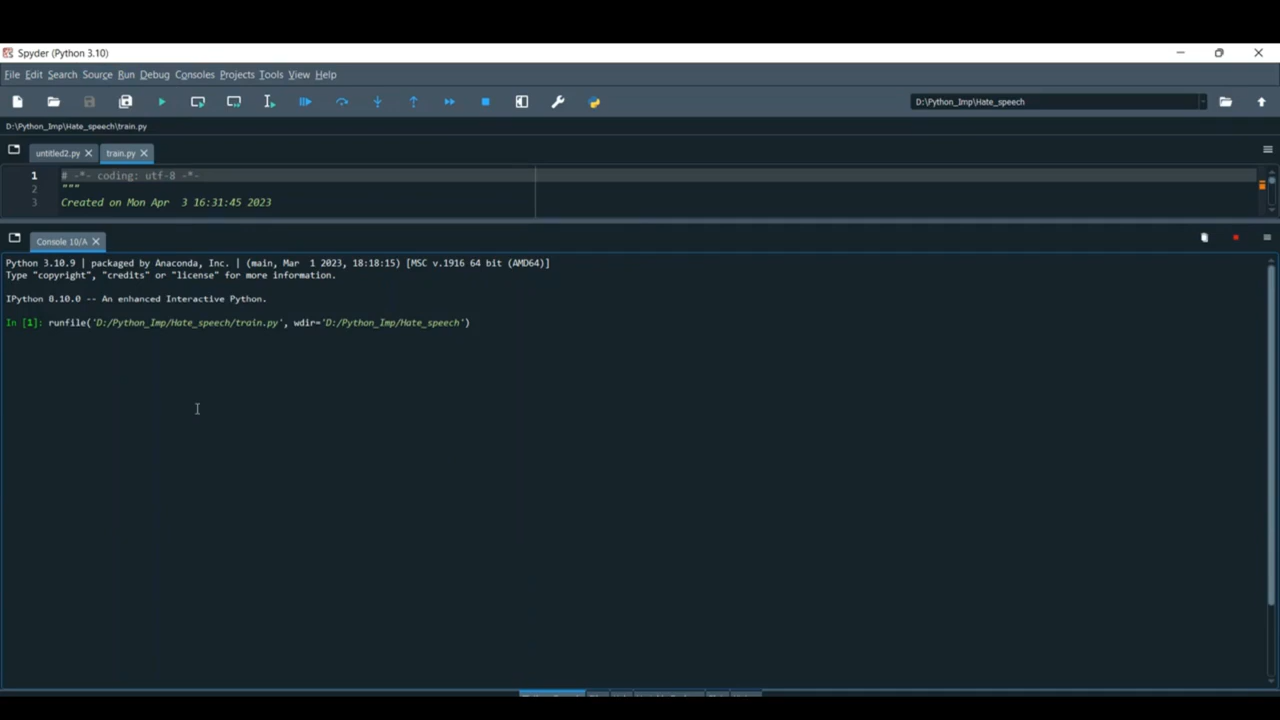 Spyder (Python 3.10)
File Edit Search Source Run Debug Consoles Projects Tools View Help
D:\Python_Imp\Hate_speech
D:\Python_Imp\Hate_speech\train.py
untitled2.py train.py
1 # -*- coding: utf-8 -*-
2 """
3 Created on Mon Apr  3 16:31:45 2023
Console 10/A
Python 3.10.9 | packaged by Anaconda, Inc. | (main, Mar  1 2023, 18:18:15) [MSC v.1916 64 bit (AMD64)]
Type "copyright", "credits" or "license" for more information.
IPython 8.10.0 -- An enhanced Interactive Python.
In [1]: runfile('D:/Python_Imp/Hate_speech/train.py', wdir='D:/Python_Imp/Hate_speech')